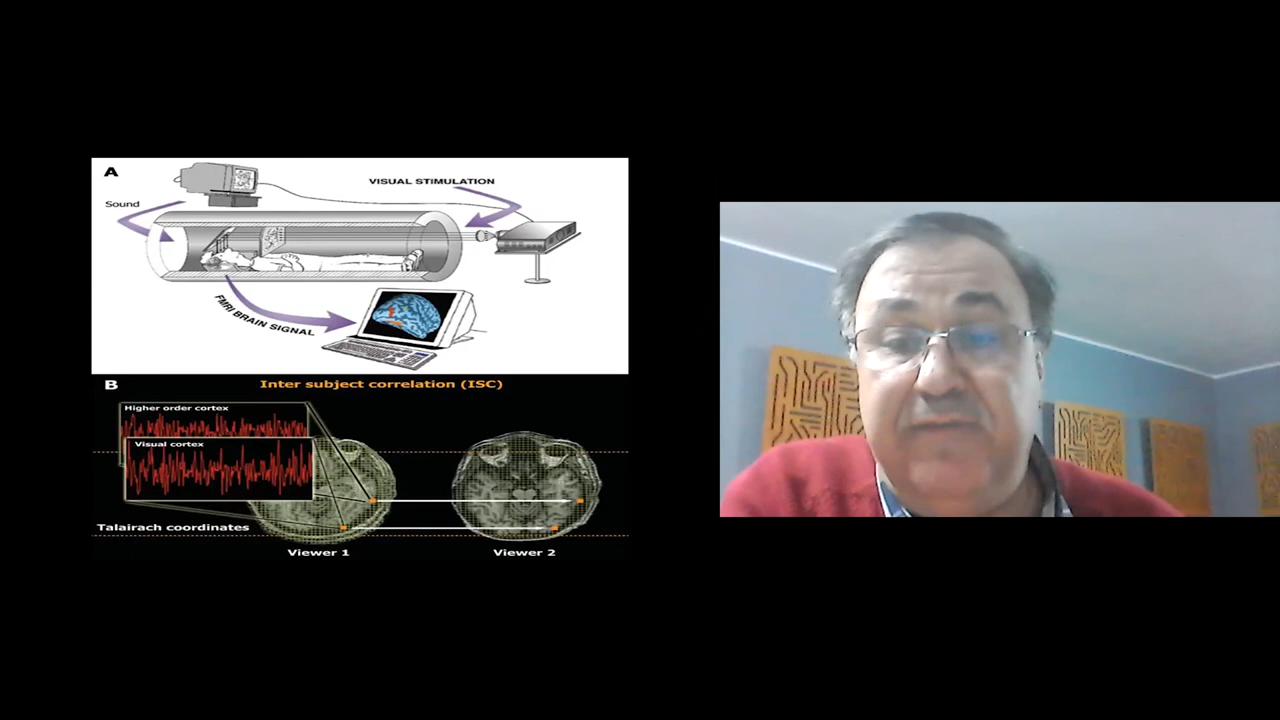 A
VISUAL STIMULATION
Sound
FMRI BRAIN SIGNAL
B
Inter subject correlation (ISC)
Higher order cortex
Visual cortex
Talairach coordinates
Viewer 1
Viewer 2